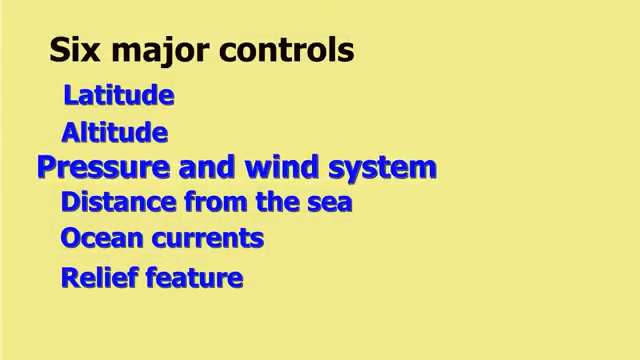 Six major controls
Latitude
Altitude
Pressure and wind system
Distance from the sea
Ocean currents
Relief feature